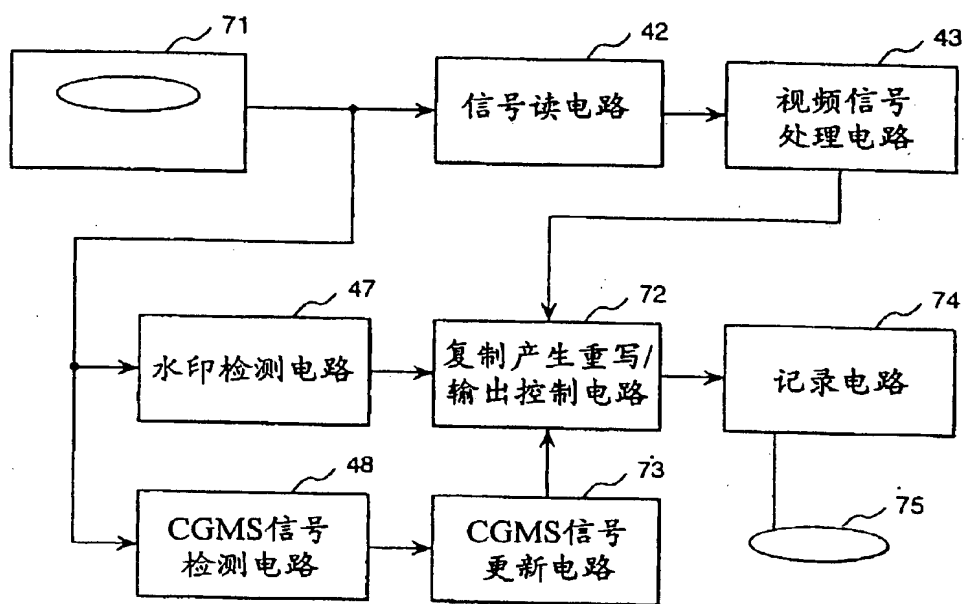 71
42
43
信号读电路
视频信号
处理电路
47
72
74
水印检测电路
复制产生重写/
输出控制电路
记录电路
48
73
75
CGMS信号
检测电路
CGMS信号
更新电路